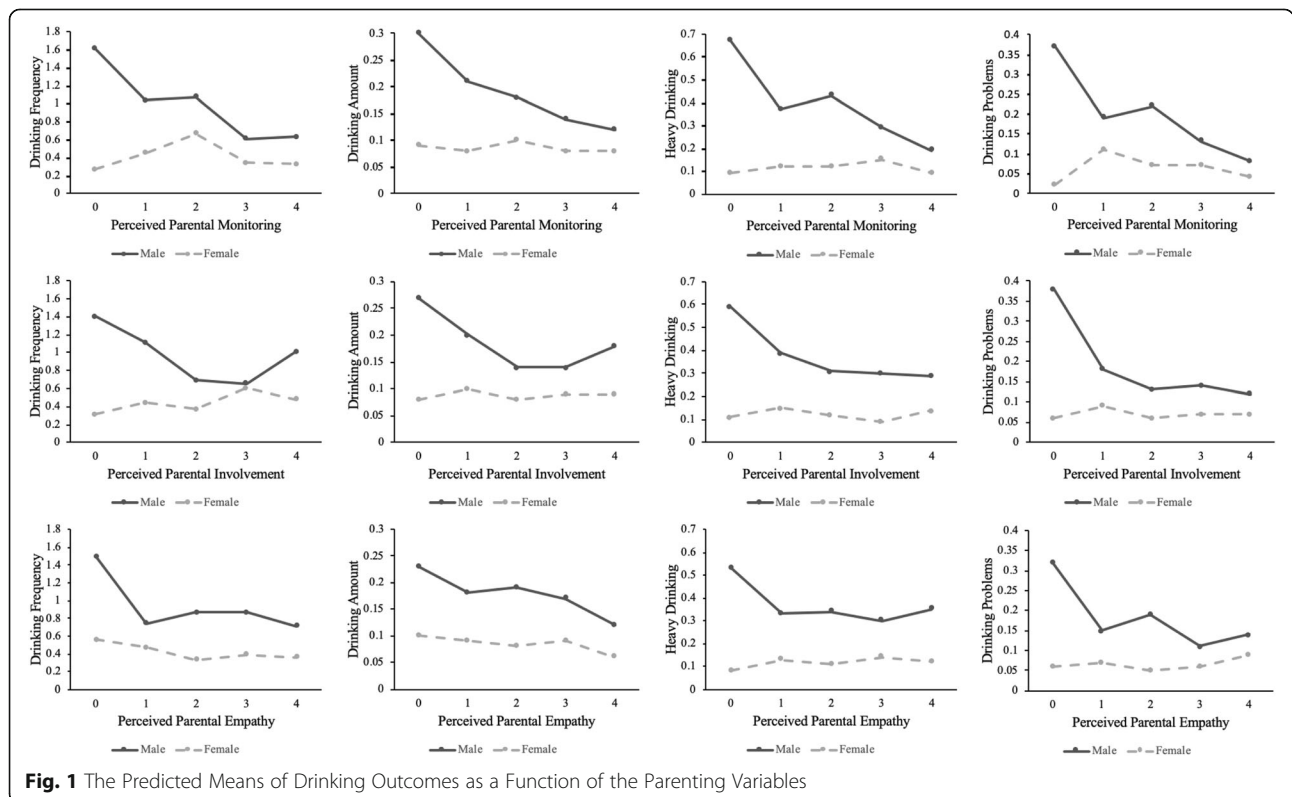 1.8 0.3 0.7 0.4
1.6 0.6 0.35
1.4 0.25 0.5 0.3
1.2 0.2 0.25
1 0.4
0.8 0.15 0.3 0.2
0.6 0.1 0.15
0.4 0.2 0.1
0.2 0.05 0.1 0.05
0 0 0 0
Drinking Frequency Drinking Amount Heavy Drinking Drinking Problems
0 1 2 3 4 0 1 2 3 4 0 1 2 3 4 0 1 2 3 4
Perceived Parental Monitoring Perceived Parental Monitoring Perceived Parental Monitoring Perceived Parental Monitoring
Male Female Male Female Male Female Male Female
1.8 0.3 0.7 0.4
1.6 0.6 0.35
1.4 0.25 0.5 0.3
1.2 0.2 0.25
1 0.4
0.8 0.15 0.3 0.2
0.6 0.1 0.15
0.4 0.2 0.1
0.2 0.05 0.1 0.05
0 0 0 0
Drinking Frequency Drinking Amount Heavy Drinking Drinking Problems
0 1 2 3 4 0 1 2 3 4 0 1 2 3 4 0 1 2 3 4
Perceived Parental Involvement Perceived Parental Involvement Perceived Parental Involvement Perceived Parental Involvement
Male Female Male Female Male Female Male Female
1.8 0.3 0.7 0.4
1.6 0.6 0.35
1.4 0.25 0.5 0.3
1.2 0.2 0.25
1 0.4
0.8 0.15 0.3 0.2
0.6 0.1 0.15
0.4 0.2 0.1
0.2 0.05 0.1 0.05
0 0 0 0
Drinking Frequency Drinking Amount Heavy Drinking Drinking Problems
0 1 2 3 4 0 1 2 3 4 0 1 2 3 4 0 1 2 3 4
Perceived Parental Empathy Perceived Parental Empathy Perceived Parental Empathy Perceived Parental Empathy
Male Female Male Female Male Female Male Female
Fig. 1 The Predicted Means of Drinking Outcomes as a Function of the Parenting Variables